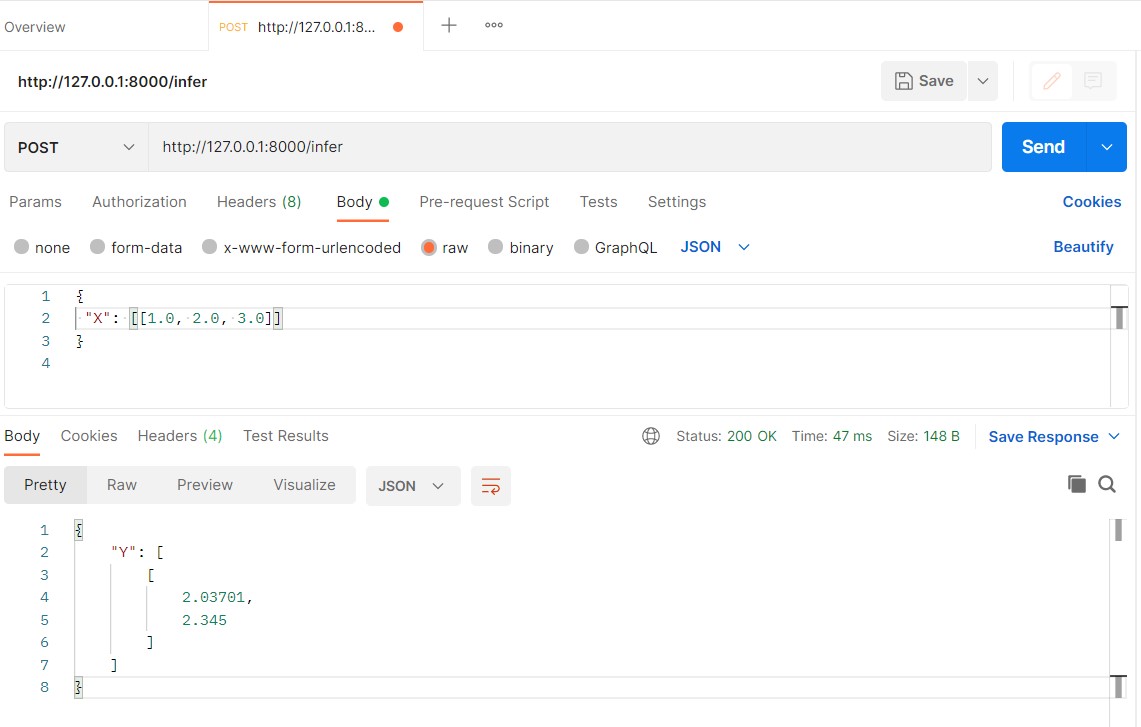 Overview
POST http://127.0.0.1:8...
http://127.0.0.1:8000/infer
Save
POST http://127.0.0.1:8000/infer Send
Params Authorization Headers (8) Body Pre-request Script Tests Settings Cookies
none form-data x-www-form-urlencoded raw binary GraphQL JSON Beautify
1 {
2 "X": [[1.0, 2.0, 3.0]]
3 }
4
Body Cookies Headers (4) Test Results Status: 200 OK Time: 47 ms Size: 148 B Save Response
Pretty Raw Preview Visualize JSON
1 {
2 "Y": [
3 [
4 2.03701,
5 2.345
6 ]
7 ]
8 }